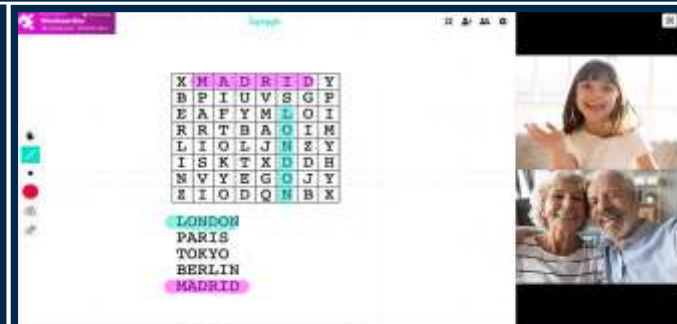 X M A D R I D Y
B P I U V S G P
E A F Y M L O I
R R T B A O I M
L I O L J N Z Y
I S K T X D D H
N V Y E G O J Y
Z I O D Q N B X
LONDON
PARIS
TOKYO
BERLIN
MADRID